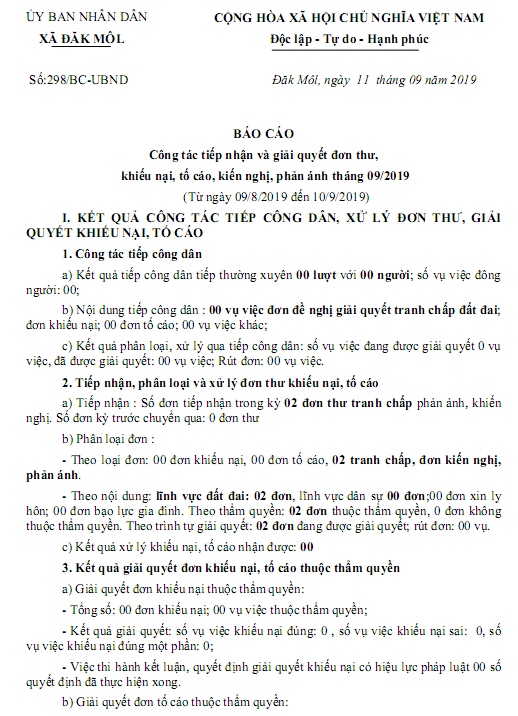 ỦY BAN NHÂN DÂN
XÃ ĐĂK MÔL
CỘNG HÒA XÃ HỘI CHỦ NGHĨA VIỆT NAM
Độc lập - Tự do - Hạnh phúc
Số:298/BC-UBND
Đăk Môl, ngày 11 tháng 09 năm 2019
BÁO CÁO
Công tác tiếp nhận và giải quyết đơn thư,
khiếu nại, tố cáo, kiến nghị, phản ánh tháng 09/2019
(Từ ngày 09/8/2019 đến 10/9/2019)
I. KẾT QUẢ CÔNG TÁC TIẾP CÔNG DÂN, XỬ LÝ ĐƠN THƯ, GIẢI
QUYẾT KHIẾU NẠI, TỐ CÁO
1. Công tác tiếp công dân
a) Kết quả tiếp công dân tiếp thường xuyên 00 lượt với 00 người; số vụ việc đông
người: 00;
b) Nội dung tiếp công dân : 00 vụ việc đơn đề nghị giải quyết tranh chấp đất đai;
đơn khiếu nại; 00 đơn tố cáo; 00 vụ việc khác;
c) Kết quả phân loại, xử lý qua tiếp công dân: số vụ việc đang được giải quyết 0 vụ
việc, đã được giải quyết: 00 vụ việc; Rút đơn: 00 vụ việc.
2. Tiếp nhận, phân loại và xử lý đơn thư khiếu nại, tố cáo
a) Tiếp nhận : Số đơn tiếp nhận trong kỳ 02 đơn thư tranh chấp phản ánh, khiến
nghị. Số đơn kỳ trước chuyển qua: 0 đơn thư
b) Phân loại đơn :
- Theo loại đơn: 00 đơn khiếu nại, 00 đơn tố cáo, 02 tranh chấp, đơn kiến nghị,
phản ánh.
- Theo nội dung: lĩnh vực đất đai: 02 đơn, lĩnh vực dân sự 00 đơn;00 đơn xin ly
hôn; 00 đơn bạo lực gia đình. Theo thẩm quyền: 02 đơn thuộc thẩm quyền, 0 đơn không
thuộc thẩm quyền. Theo trình tự giải quyết: 02 đơn đang được giải quyết; rút đơn: 00 vụ.
c) Kết quả xử lý khiếu nại, tố cáo nhận được: 00
3. Kết quả giải quyết đơn khiếu nại, tố cáo thuộc thẩm quyền
a) Giải quyết đơn khiếu nại thuộc thẩm quyền:
- Tổng số: 00 đơn khiếu nại; 00 vụ việc thuộc thẩm quyền;
- Kết quả giải quyết: số vụ việc khiếu nại đúng: 0 , số vụ việc khiếu nại sai: 0, số
vụ việc khiếu nại đúng một phần: 0;
- Việc thi hành kết luận, quyết định giải quyết khiếu nại có hiệu lực pháp luật 00 số
quyết định đã thực hiện xong.
b) Giải quyết đơn tố cáo thuộc thẩm quyền: